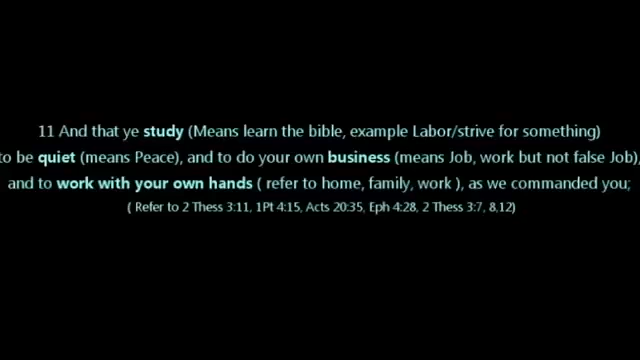 11 And that ye study (Means learn the bible, example Labor/strive for something)
to be quiet (means Peace), and to do your own business (means Job, work but not false Job),
and to work with your own hands ( refer to home, family, work ), as we commanded you;
( Refer to 2 Thess 3:11, 1Pt 4:15, Acts 20:35, Eph 4:28, 2 Thess 3:7, 8,12)